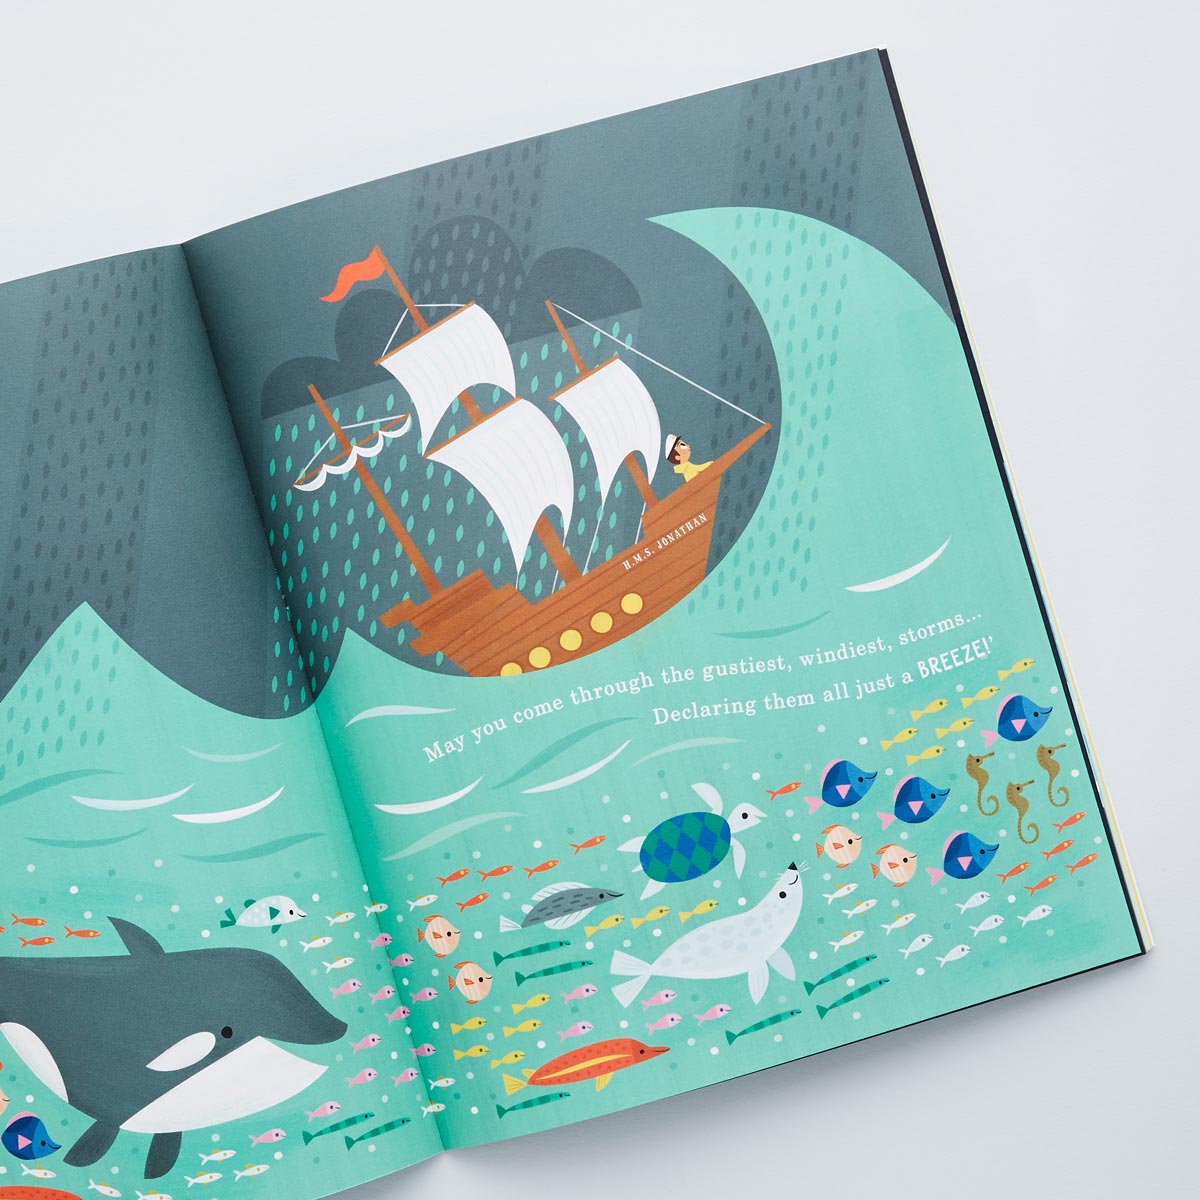 H.M.S. JONATHAN
May you come through the gustiest, windiest, storms...
Declaring them all just a BREEZE!'